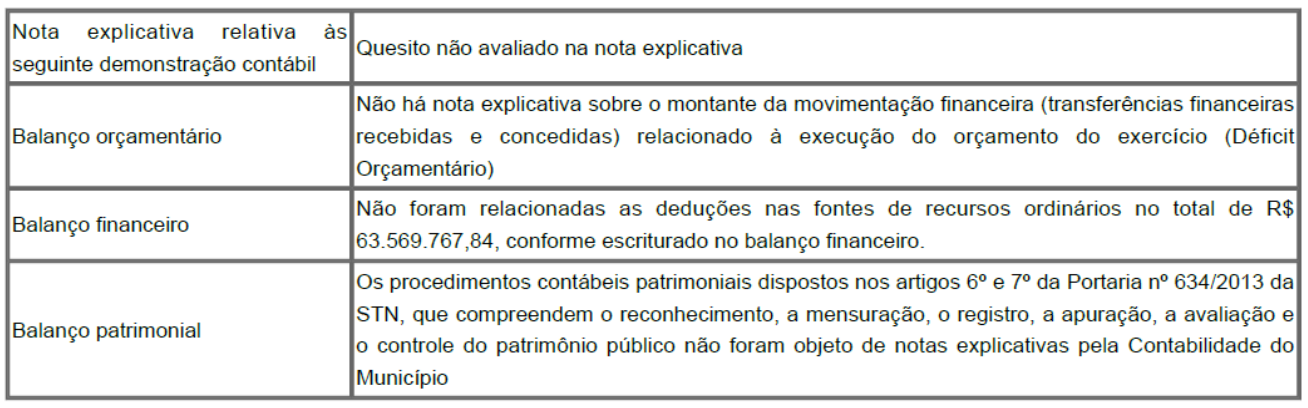 Nota explicativa relativa às
seguinte demonstração contábil
Quesito não avaliado na nota explicativa
Balanço orçamentário
Não há nota explicativa sobre o montante da movimentação financeira (transferências financeiras
recebidas e concedidas) relacionado à execução do orçamento do exercício (Déficit
Orçamentário)
Balanço financeiro
Não foram relacionadas as deduções nas fontes de recursos ordinários no total de R$
63.569.767,84, conforme escriturado no balanço financeiro.
Balanço patrimonial
Os procedimentos contábeis patrimoniais dispostos nos artigos 6º e 7º da Portaria nº 634/2013 da
STN, que compreendem o reconhecimento, a mensuração, o registro, a apuração, a avaliação e
o controle do patrimônio público não foram objeto de notas explicativas pela Contabilidade do
Município